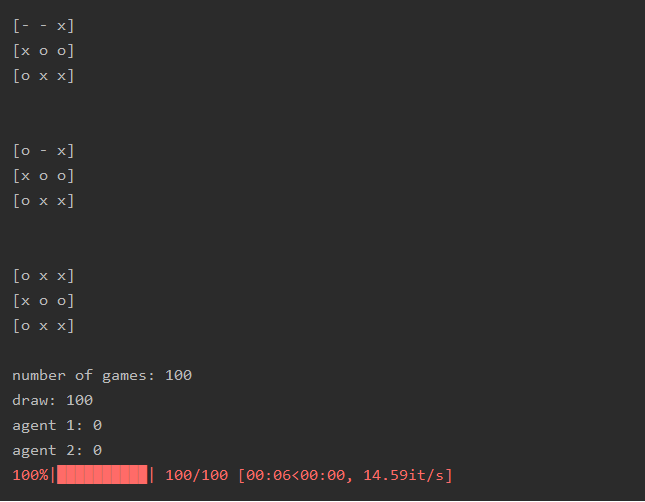 [- - x]
[x o o]
[o x x]
[o - x]
[x o o]
[o x x]
[o x x]
[x o o]
[o x x]
number of games: 100
draw: 100
agent 1: 0
agent 2: 0
100%|██████████| 100/100 [00:06<00:00, 14.59it/s]